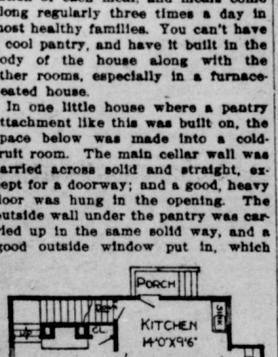 long regularly three times a day in
most healthy families. You can't have
cool pantry, and have it built in the
body of the house along with the
other rooms, especially in a furnace-
heated house.
In one little house where a pantry
attachment like this was built on, the
space below was made into a cold-
fruit room. The main cellar wall was
carried across solid and straight, ex-
cept for a doorway; and a good, heavy
door was hung in the opening. The
outside wall under the pantry was car-
ried up in the same solid way, and a
good outside window put in, which
PORCH
CL.
KITCHEN
14'0"X9'6"
UP
SINK